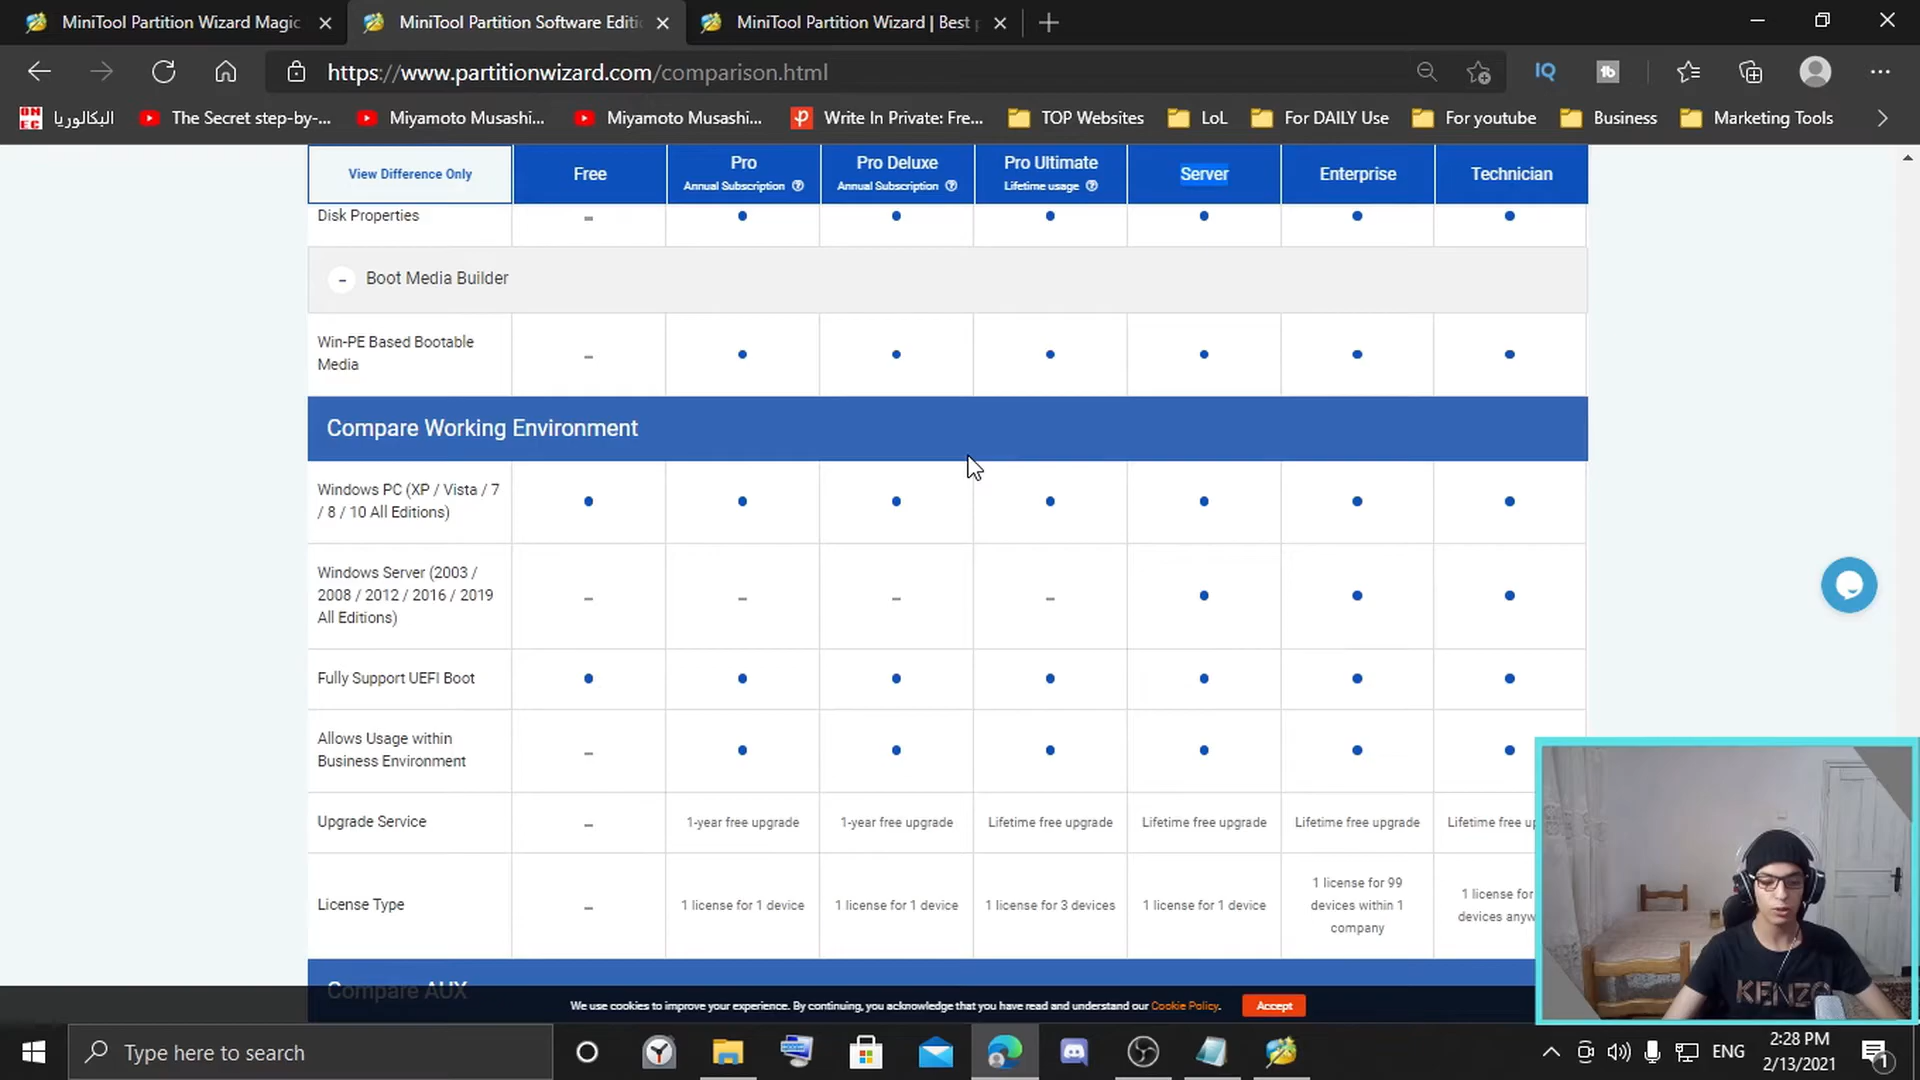 MiniTool Partition Wizard Magic
MiniTool Partition Software Editi
MiniTool Partition Wizard | Best
https://www.partitionwizard.com/comparison.html
البكالوريا
The Secret step-by-...
Miyamoto Musashi...
Miyamoto Musashi...
Write In Private: Fre...
TOP Websites
LoL
For DAILY Use
For youtube
Business
Marketing Tools
View Difference Only
Free
Pro
Annual Subscription
Pro Deluxe
Annual Subscription
Pro Ultimate
Lifetime usage
Server
Enterprise
Technician
Disk Properties
Boot Media Builder
Win-PE Based Bootable
Media
Compare Working Environment
Windows PC (XP / Vista / 7
/ 8 / 10 All Editions)
Windows Server (2003 /
2008 / 2012 / 2016 / 2019
All Editions)
Fully Support UEFI Boot
Allows Usage within
Business Environment
Upgrade Service
1-year free upgrade
1-year free upgrade
Lifetime free upgrade
Lifetime free upgrade
Lifetime free upgrade
Lifetime free
License Type
1 license for 1 device
1 license for 1 device
1 license for 3 devices
1 license for 1 device
1 license for 99
devices within 1
company
1 license for
devices
Compare AUX
We use cookies to improve your experience. By continuing, you acknowledge that you have read and understand our Cookie Policy.
Accept
KENZO
Type here to search
ENG
2:28 PM
2/13/2021
1